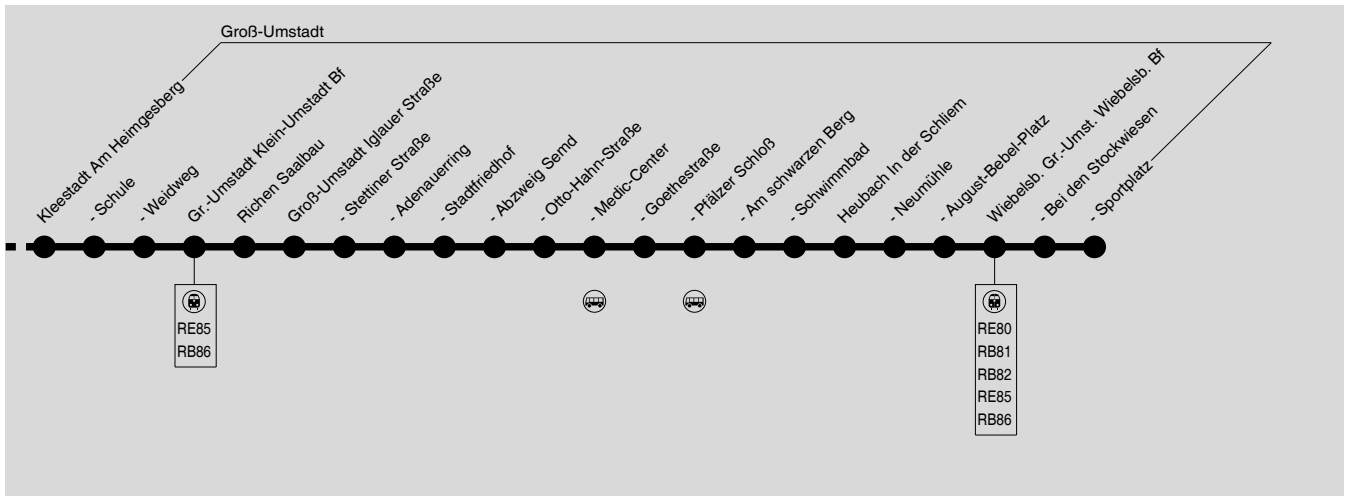 Groß-Umstadt
Kleestadt Am Heimgesberg
- Schule
- Weidweg
Gr.-Umstadt Klein-Umstadt Bf
Richen Saalbau
Groß-Umstadt Iglauer Straße
- Stettiner Straße
- Adenauerring
- Stadtfriedhof
- Abzweig Semd
- Otto-Hahn-Straße
- Medic-Center
- Goethestraße
- Pfälzer Schloß
- Am schwarzen Berg
- Schwimmbad
Heubach In der Schliem
- Neumühle
- August-Bebel-Platz
Wiebelsb. Gr.-Umst. Wiebelsb. Bf
- Bei den Stockwiesen
- Sportplatz
RE85
RB86
RE80
RB81
RB82
RE85
RB86